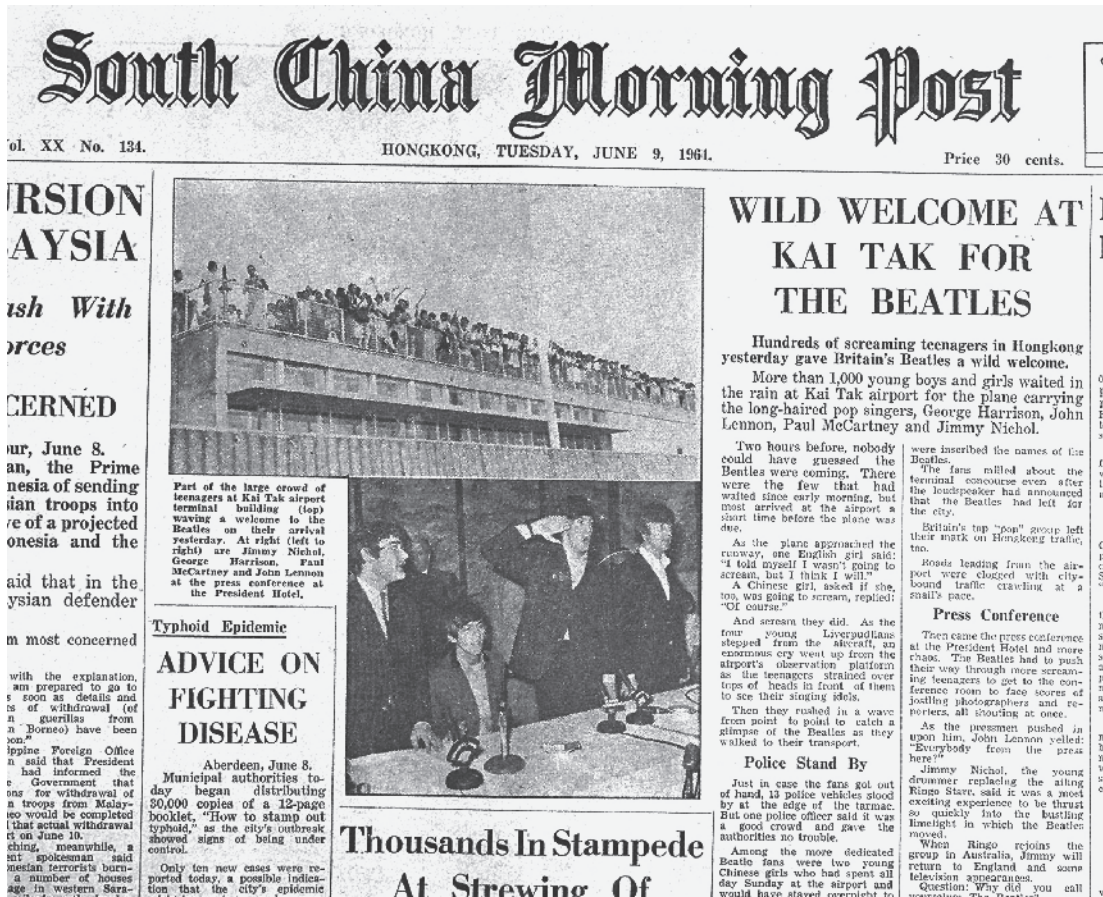 South China Morning Post
Vol. XX No. 134.
HONGKONG, TUESDAY, JUNE 9, 1964.
Price 30 cents.
URSION
AYSIA
ash With
orces
CERNED
our, June 8.
an, the Prime
nesia of sending
sian troops into
ve of a projected
onesia and the
aid that in the
ysian defender
m most concerned
with the explanation,
am prepared to go to
s soon as details and
es of withdrawal (of
n guerillas from
n Borneo) have been
oon."
ippine Foreign Office
n said that President
had informed the
e Government that
ons for withdrawal of
n troops from Malay-
neo would be completed
that actual withdrawal
rt on June 10.
ching, meanwhile, a
ent spokesman said
nesian terrorists burn-
a number of houses
age in western Sara-
Part of the large crowd of
teenagers at Kai Tak airport
terminal building (top)
waving a welcome to the
Beatles on their arrival
yesterday. At right (left to
right) are Jimmy Nichol,
George Harrison, Paul
McCartney and John Lennon
at the press conference at
the President Hotel.
Typhoid Epidemic
ADVICE ON
FIGHTING
DISEASE
Aberdeen, June 8.
Municipal authorities to-
day began distributing
30,000 copies of a 12-page
booklet, "How to stamp out
typhoid," as the city's outbreak
showed signs of being under
control.
Only ten new cases were re-
ported today, a possible indica-
tion that the city's epidemic
Thousands In Stampede
At Strewing Of
WILD WELCOME AT
KAI TAK FOR
THE BEATLES
Hundreds of screaming teenagers in Hongkong
yesterday gave Britain's Beatles a wild welcome.
More than 1,000 young boys and girls waited in
the rain at Kai Tak airport for the plane carrying
the long-haired pop singers, George Harrison, John
Lennon, Paul McCartney and Jimmy Nichol.
Two hours before, nobody
could have guessed the
Beatles were coming. There
were the few that had
waited since early morning, but
most arrived at the airport a
short time before the plane was
due.
As the plane approached the
runway, one English girl said:
"I told myself I wasn't going to
scream, but I think I will."
A Chinese girl, asked if she,
too, was going to scream, replied:
"Of course."
And scream they did. As the
four young Liverpudlians
stepped from the aircraft, an
enormous cry went up from the
airport's observation platform
as the teenagers strained over
tops of heads in front of them
to see their singing idols.
Then they rushed in a wave
from point to point to catch a
glimpse of the Beatles as they
walked to their transport.
Police Stand By
Just in case the fans got out
of hand, 13 police vehicles stood
by at the edge of the tarmac.
But one police officer said it was
a good crowd and gave the
authorities no trouble.
Among the more dedicated
Beatle fans were two young
Chinese girls who had spent all
day Sunday at the airport and
would have stayed overnight to
were inscribed the names of the
Beatles.
The fans milled about the
terminal concourse even after
the loudspeaker had announced
that the Beatles had left for
the city.
Britain's top "pop" group left
their mark on Hongkong traffic,
too.
Roads leading from the air-
port were clogged with city-
bound traffic crawling at a
snail's pace.
Press Conference
Then came the press conference
at the President Hotel and more
chaos. The Beatles had to push
their way through more scream-
ing teenagers to get to the con-
ference room to face scores of
jostling photographers and re-
porters, all shouting at once.
As the pressmen pushed in
upon him, John Lennon yelled:
"Everybody from the press
here?"
Jimmy Nichol, the young
drummer replacing the ailing
Ringo Starr, said it was a most
exciting experience to be thrust
so quickly into the bustling
limelight in which the Beatles
moved.
When Ringo rejoins the
group in Australia, Jimmy will
return to England and some
television appearances.
Question: Why did you call